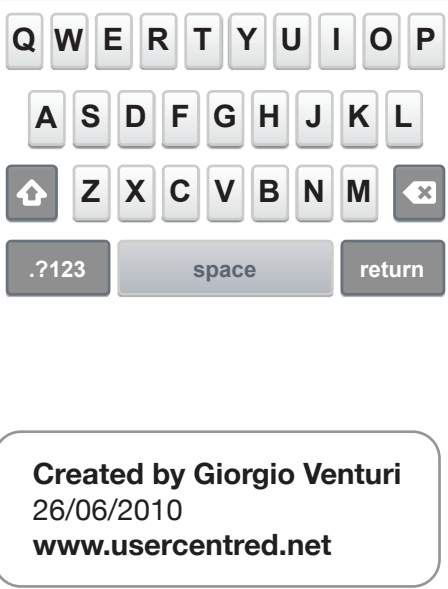 Q W E R T Y U I O P
A S D F G H J K L
Z X C V B N M
.?123 space return
Created by Giorgio Venturi
26/06/2010
www.usercentred.net